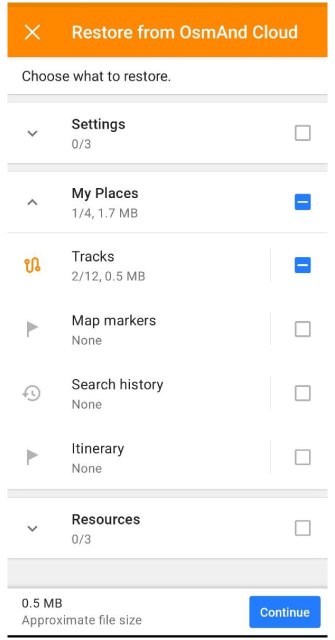 Restore from OsmAnd Cloud
Choose what to restore.
Settings
0/3
My Places
1/4, 1.7 MB
Tracks
2/12, 0.5 MB
Map markers
None
Search history
None
Itinerary
None
Resources
0/3
0.5 MB
Approximate file size
Continue